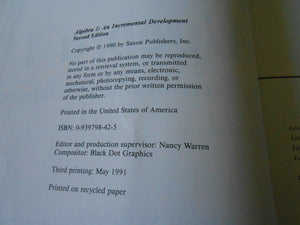 Algebra 1: An Incremental Development
Second Edition
Copyright © 1990 by Saxon Publishers, Inc.
No part of this publication may be reproduced,
stored in a retrieval system, or transmitted
in any form or by any means, electronic,
mechanical, photocopying, recording, or
otherwise, without the prior written permission
of the publisher.
Printed in the United States of America
ISBN: 0-939798-42-5
Editor and production supervisor: Nancy Warren
Compositor: Black Dot Graphics
Third printing: May 1991
Printed on recycled paper